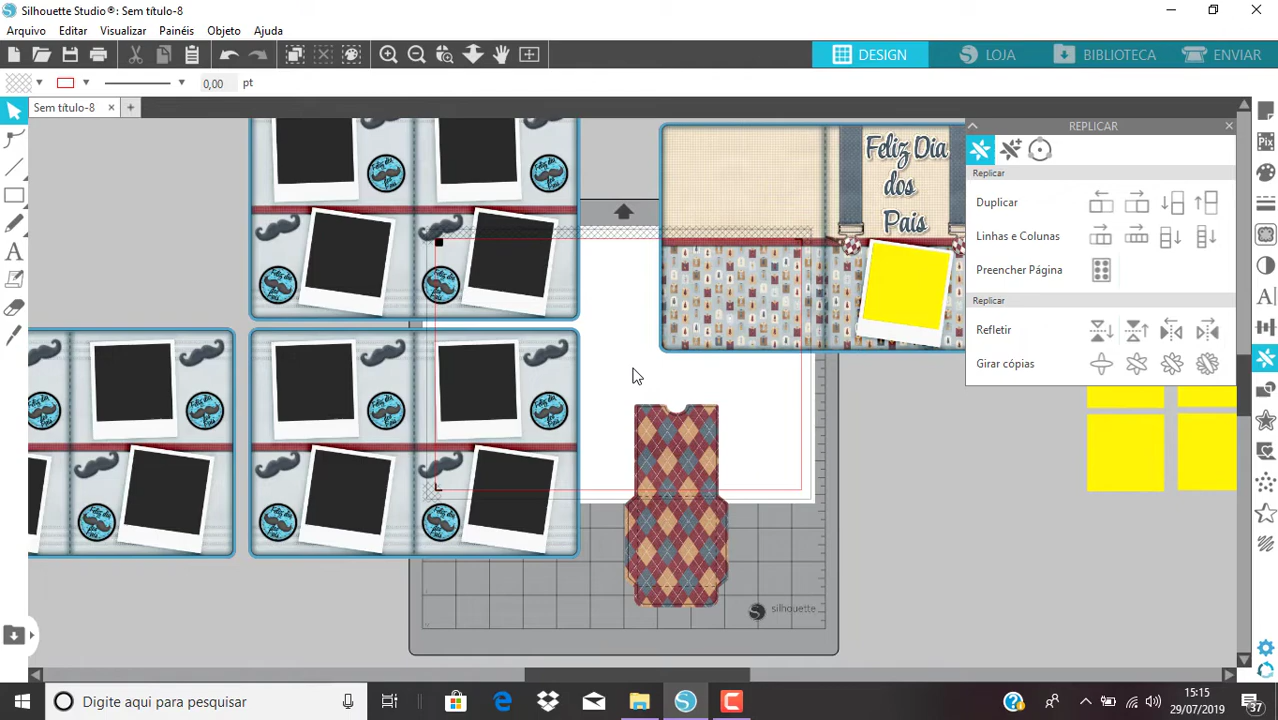 Silhouette Studio®: Sem título-8
Arquivo Editar Visualizar Painéis Objeto Ajuda
DESIGN LOJA BIBLIOTECA ENVIAR
0,00 pt
Sem título-8
REPLICAR
Replicar
Duplicar
Linhas e Colunas
Preencher Página
Replicar
Refletir
Girar cópias
Feliz Dia
dos
Pais
silhouette
Digite aqui para pesquisar
15:15
29/07/2019
37